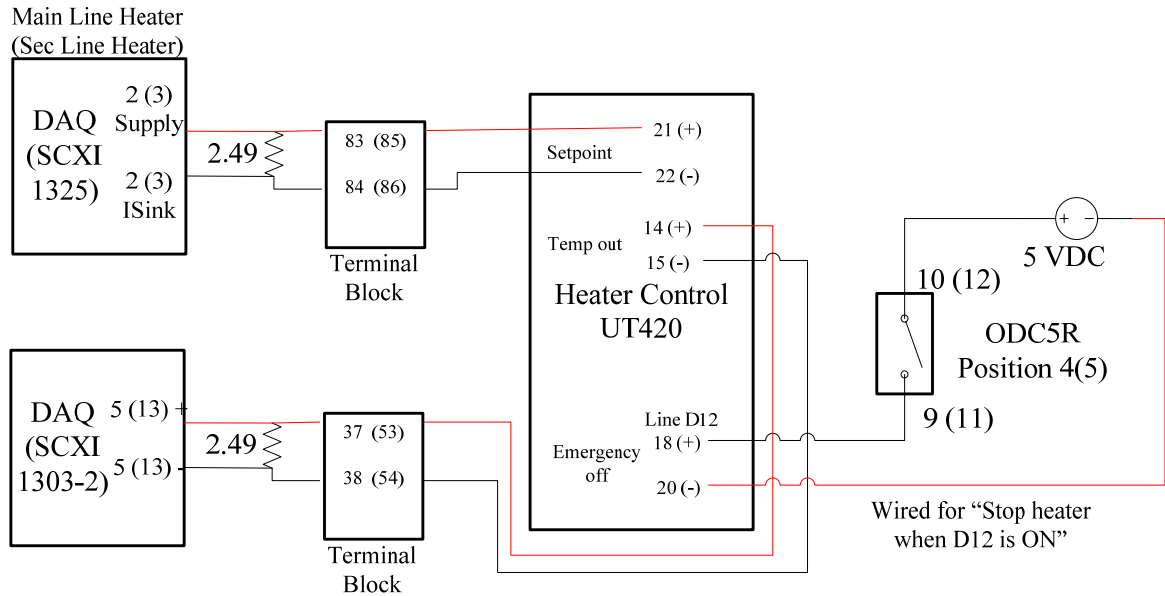 Main Line Heater
(Sec Line Heater)
DAQ
(SCXI
1325)
2 (3)
Supply
2 (3)
ISink
2.49
83 (85)
84 (86)
Terminal
Block
21 (+)
Setpoint
22 (-)
14 (+)
Temp out
15 (-)
Heater Control
UT420
Line D12
18 (+)
Emergency
off
20 (-)
+ -
5 VDC
10 (12)
ODC5R
Position 4(5)
9 (11)
Wired for “Stop heater
when D12 is ON”
DAQ
(SCXI
1303-2)
5 (13) +
5 (13) -
2.49
37 (53)
38 (54)
Terminal
Block